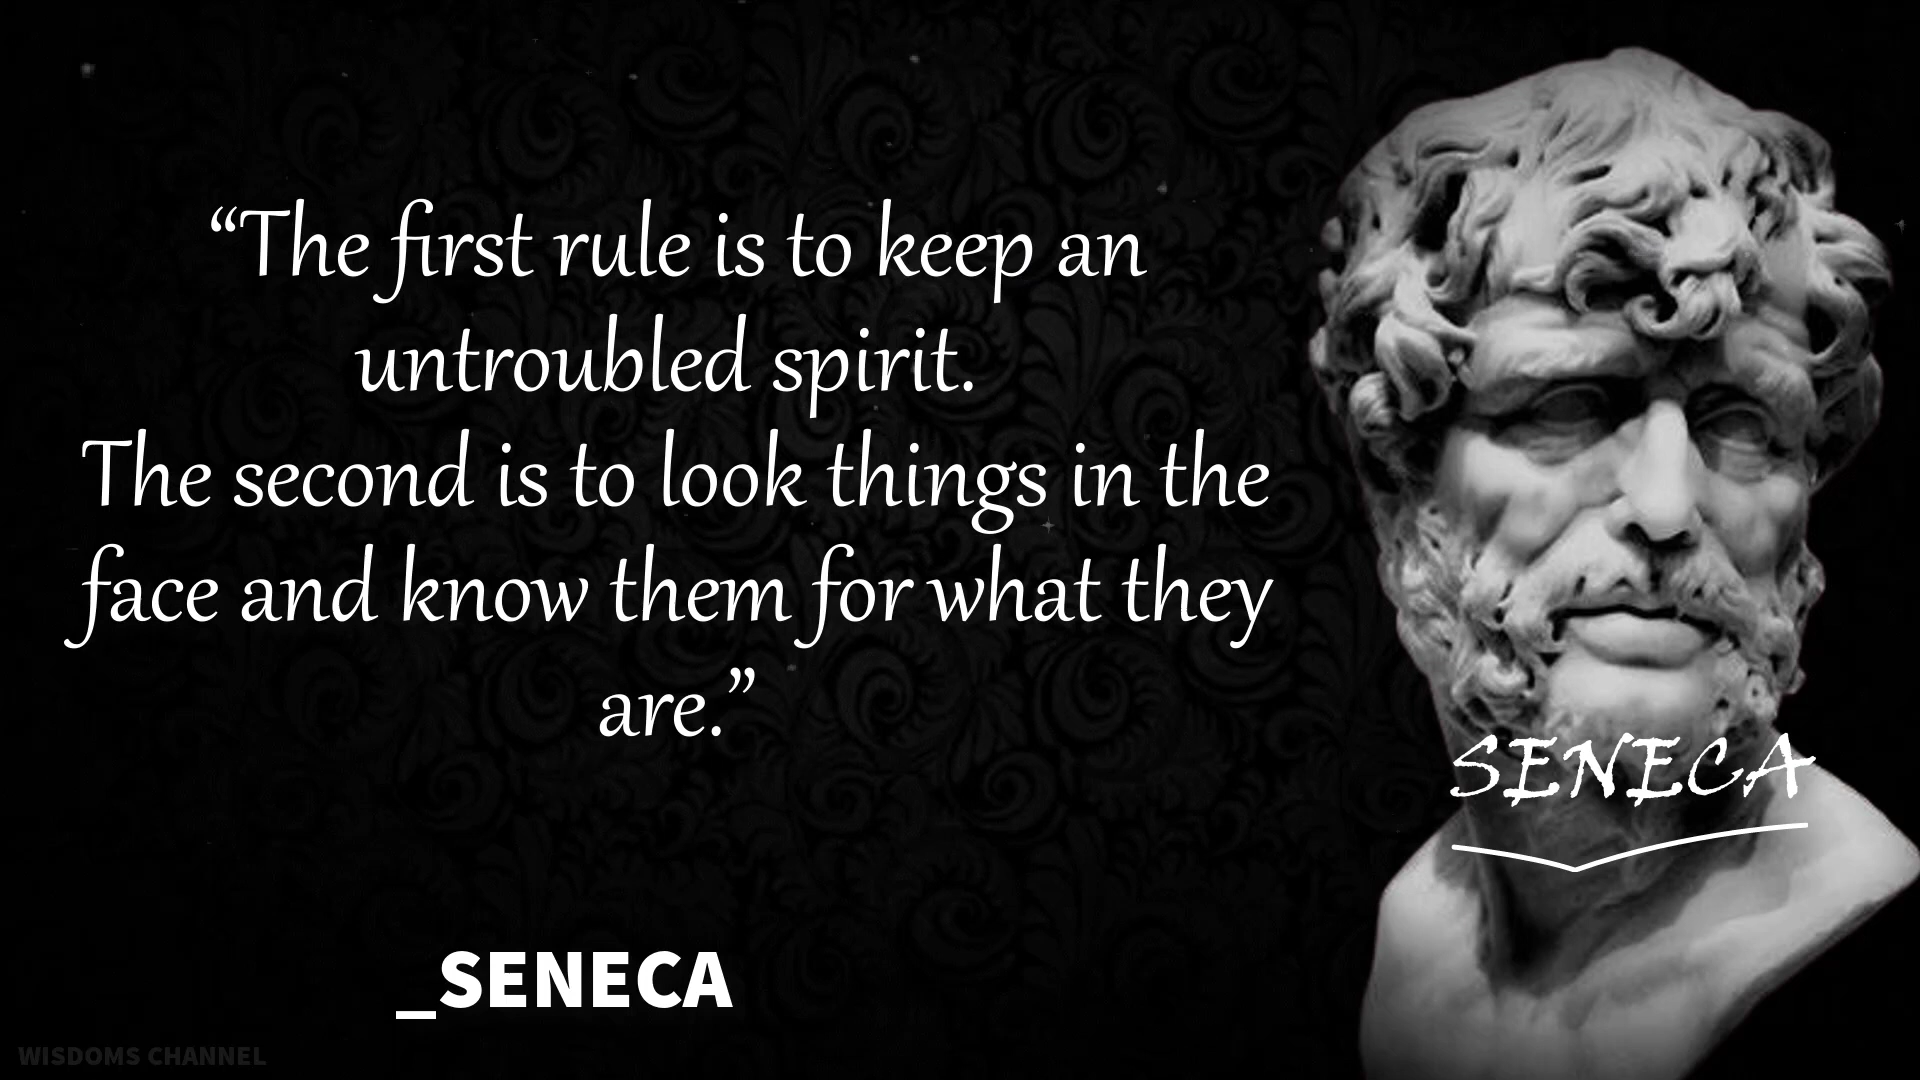 “The first rule is to keep an
untroubled spirit.
The second is to look things in the
face and know them for what they
are.”
SENECA
_SENECA
WISDOMS CHANNEL